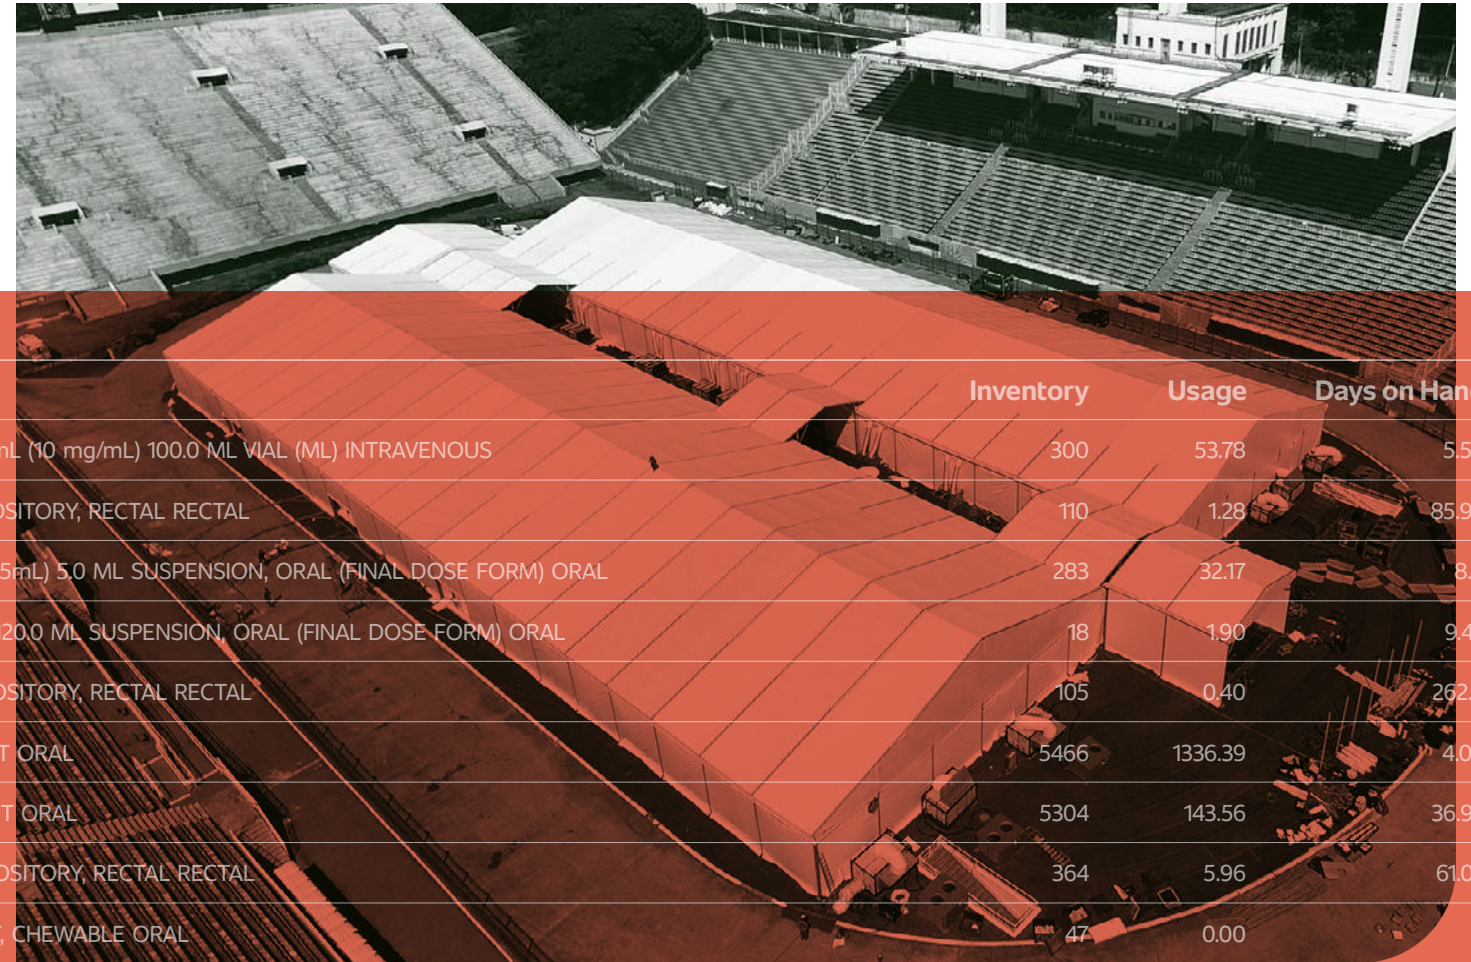 Inventory Usage Days on Han
mL (10 mg/mL) 100.0 ML VIAL (ML) INTRAVENOUS 300 53.78 5.5
OSITORY, RECTAL RECTAL 110 1.28 85.9
5mL) 5.0 ML SUSPENSION, ORAL (FINAL DOSE FORM) ORAL 283 32.17 8.
120.0 ML SUSPENSION, ORAL (FINAL DOSE FORM) ORAL 18 1.90 9.4
OSITORY, RECTAL RECTAL 105 0.40 262.
T ORAL 5466 1336.39 4.0
T ORAL 5304 143.56 36.9
OSITORY, RECTAL RECTAL 364 5.96 61.0
, CHEWABLE ORAL 47 0.00